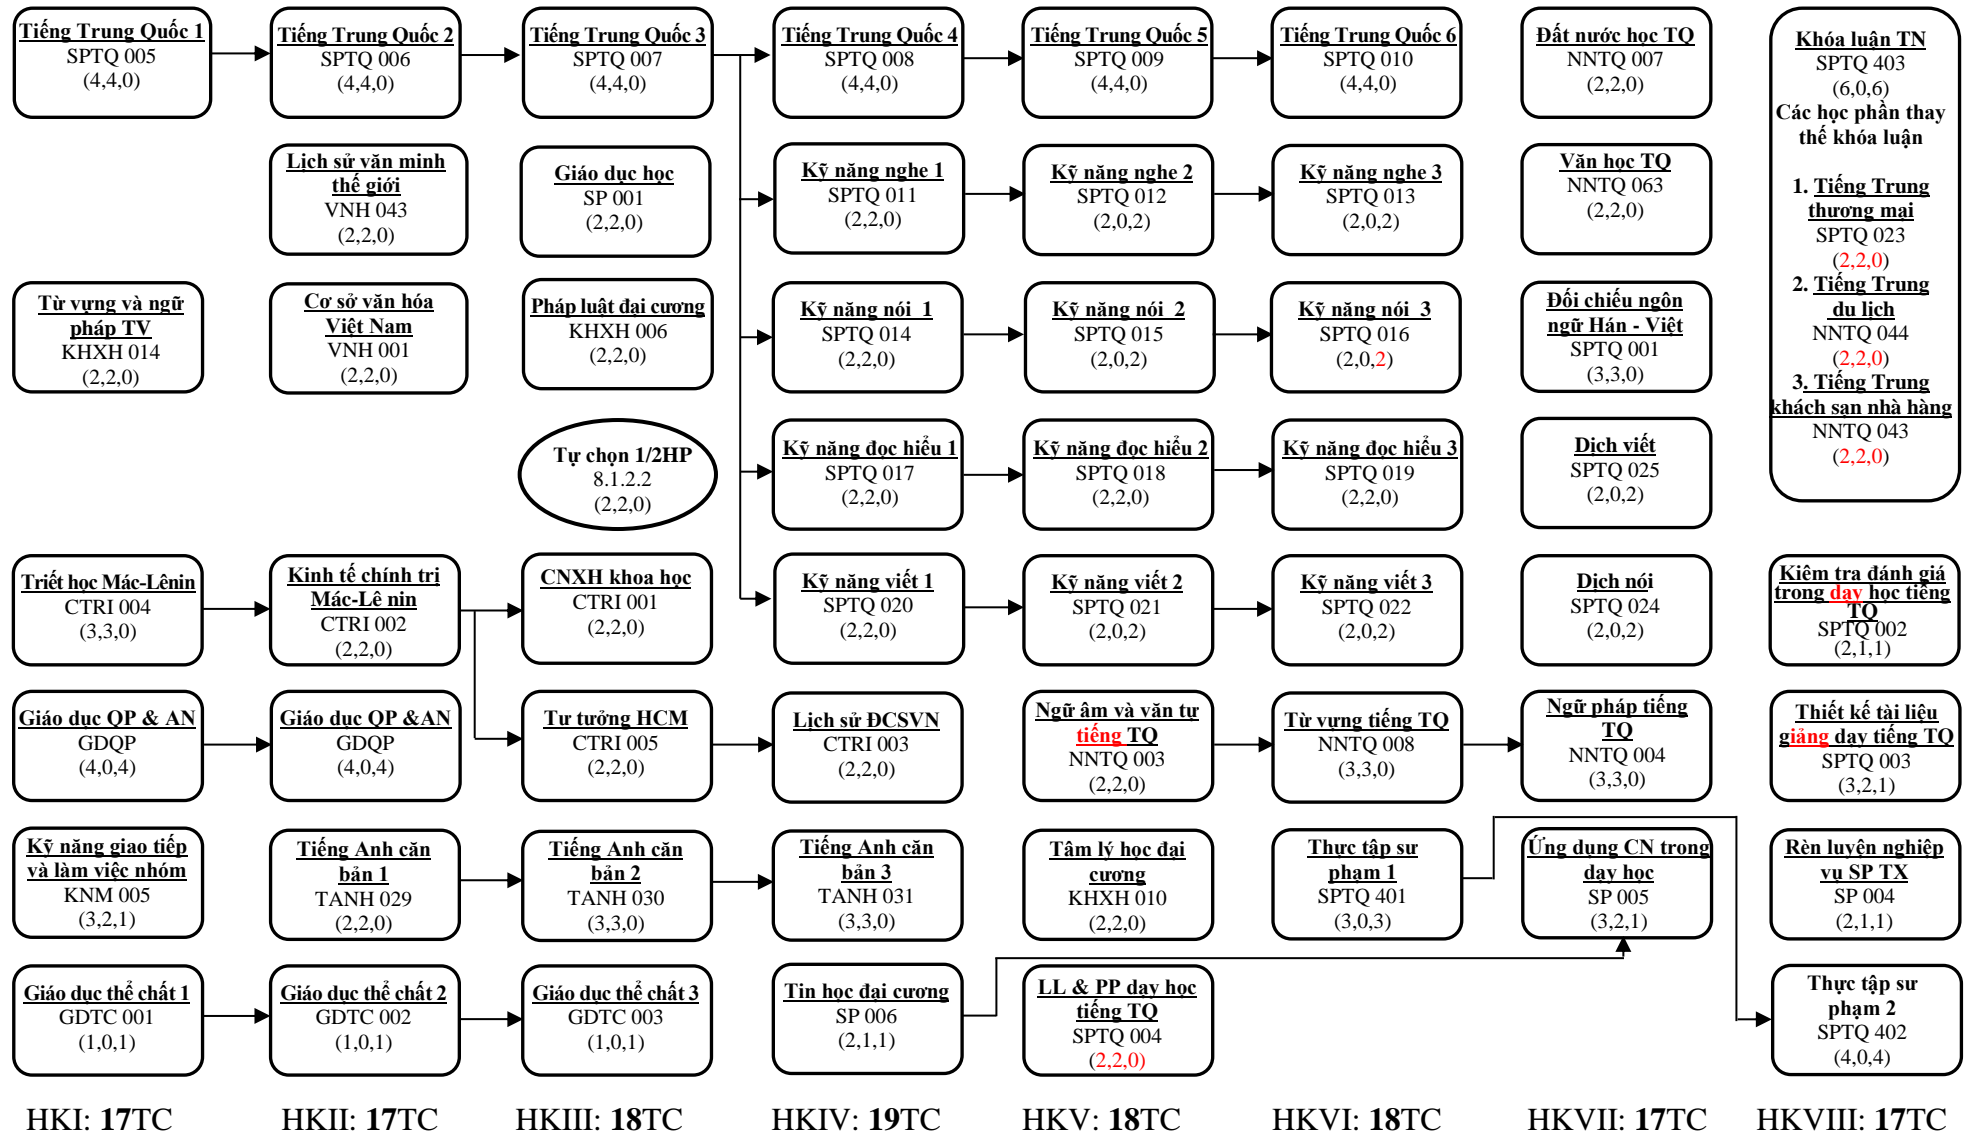 Tiếng Trung Quốc 1
SPTQ 005
(4,4,0)
Tiếng Trung Quốc 2
SPTQ 006
(4,4,0)
Tiếng Trung Quốc 3
SPTQ 007
(4,4,0)
Tiếng Trung Quốc 4
SPTQ 008
(4,4,0)
Tiếng Trung Quốc 5
SPTQ 009
(4,4,0)
Tiếng Trung Quốc 6
SPTQ 010
(4,4,0)
Đất nước học TQ
NNTQ 007
(2,2,0)
Khóa luận TN
SPTQ 403
(6,0,6)
Các học phần thay
thế khóa luận
1. Tiếng Trung
thương mại
SPTQ 023
(2,2,0)
2. Tiếng Trung
du lịch
NNTQ 044
(2,2,0)
3. Tiếng Trung
khách sạn nhà hàng
NNTQ 043
(2,2,0)
Lịch sử văn minh
thế giới
VNH 043
(2,2,0)
Giáo dục học
SP 001
(2,2,0)
Kỹ năng nghe 1
SPTQ 011
(2,2,0)
Kỹ năng nghe 2
SPTQ 012
(2,0,2)
Kỹ năng nghe 3
SPTQ 013
(2,0,2)
Văn học TQ
NNTQ 063
(2,2,0)
Từ vựng và ngữ
pháp TV
KHXH 014
(2,2,0)
Cơ sở văn hóa
Việt Nam
VNH 001
(2,2,0)
Pháp luật đại cương
KHXH 006
(2,2,0)
Kỹ năng nói 1
SPTQ 014
(2,2,0)
Kỹ năng nói 2
SPTQ 015
(2,0,2)
Kỹ năng nói 3
SPTQ 016
(2,0,2)
Đối chiếu ngôn
ngữ Hán - Việt
SPTQ 001
(3,3,0)
Tự chọn 1/2HP
8.1.2.2
(2,2,0)
Kỹ năng đọc hiểu 1
SPTQ 017
(2,2,0)
Kỹ năng đọc hiểu 2
SPTQ 018
(2,2,0)
Kỹ năng đọc hiểu 3
SPTQ 019
(2,2,0)
Dịch viết
SPTQ 025
(2,0,2)
Triết học Mác-Lênin
CTRI 004
(3,3,0)
Kinh tế chính trị
Mác-Lê nin
CTRI 002
(2,2,0)
CNXH khoa học
CTRI 001
(2,2,0)
Kỹ năng viết 1
SPTQ 020
(2,2,0)
Kỹ năng viết 2
SPTQ 021
(2,0,2)
Kỹ năng viết 3
SPTQ 022
(2,0,2)
Dịch nói
SPTQ 024
(2,0,2)
Kiêm tra đánh giá
trong dạy học tiếng
TQ
SPTQ 002
(2,1,1)
Giáo dục QP & AN
GDQP
(4,0,4)
Giáo dục QP &AN
GDQP
(4,0,4)
Tư tưởng HCM
CTRI 005
(2,2,0)
Lịch sử ĐCSVN
CTRI 003
(2,2,0)
Ngữ âm và văn tự
tiếng TQ
NNTQ 003
(2,2,0)
Từ vựng tiếng TQ
NNTQ 008
(3,3,0)
Ngữ pháp tiếng
TQ
NNTQ 004
(3,3,0)
Thiết kế tài liệu
giảng dạy tiếng TQ
SPTQ 003
(3,2,1)
Kỹ năng giao tiếp
và làm việc nhóm
KNM 005
(3,2,1)
Tiếng Anh căn
bản 1
TANH 029
(2,2,0)
Tiếng Anh căn
bản 2
TANH 030
(3,3,0)
Tiếng Anh căn
bản 3
TANH 031
(3,3,0)
Tâm lý học đại
cương
KHXH 010
(2,2,0)
Thực tập sư
phạm 1
SPTQ 401
(3,0,3)
Ứng dụng CN trong
dạy học
SP 005
(3,2,1)
Rèn luyện nghiệp
vụ SP TX
SP 004
(2,1,1)
Giáo dục thể chất 1
GDTC 001
(1,0,1)
Giáo dục thể chất 2
GDTC 002
(1,0,1)
Giáo dục thể chất 3
GDTC 003
(1,0,1)
Tin học đại cương
SP 006
(2,1,1)
LL & PP dạy học
tiếng TQ
SPTQ 004
(2,2,0)
Thực tập sư
phạm 2
SPTQ 402
(4,0,4)
HKI: 17TC
HKII: 17TC
HKIII: 18TC
HKIV: 19TC
HKV: 18TC
HKVI: 18TC
HKVII: 17TC
HKVIII: 17TC